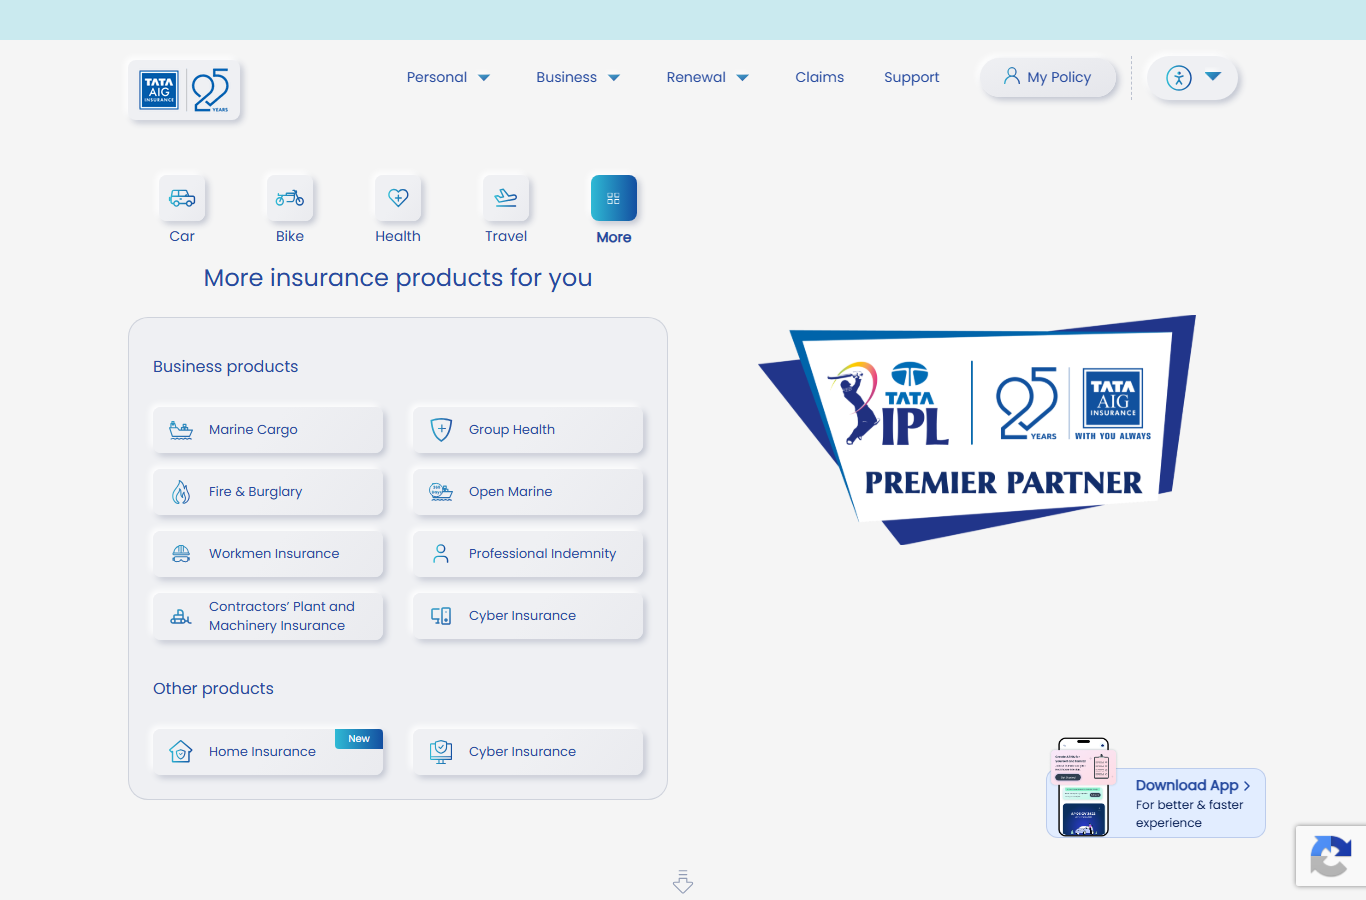 TATA
AIG
INSURANCE
25
YEARS
Personal
Business
Renewal
Claims
Support
My Policy
Car
Bike
Health
Travel
More
More insurance products for you
Business products
Marine Cargo
Group Health
Fire & Burglary
Open Marine
Workmen Insurance
Professional Indemnity
Contractors’ Plant and
Machinery Insurance
Cyber Insurance
Other products
Home Insurance
New
Cyber Insurance
TATA
IPL
25
YEARS
TATA
AIG
INSURANCE
WITH YOU ALWAYS
PREMIER PARTNER
Download App
For better & faster
experience